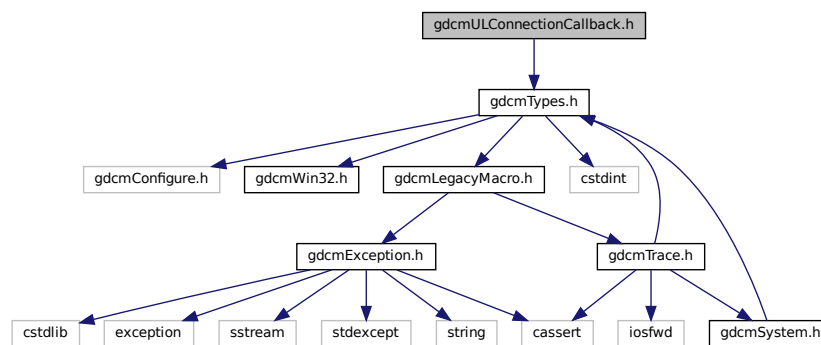 gdcmULConnectionCallback.h
gdcmTypes.h
gdcmConfigure.h
gdcmWin32.h
gdcmLegacyMacro.h
cstdint
gdcmException.h
gdcmTrace.h
cstdlib
exception
sstream
stdexcept
string
cassert
iosfwd
gdcmSystem.h